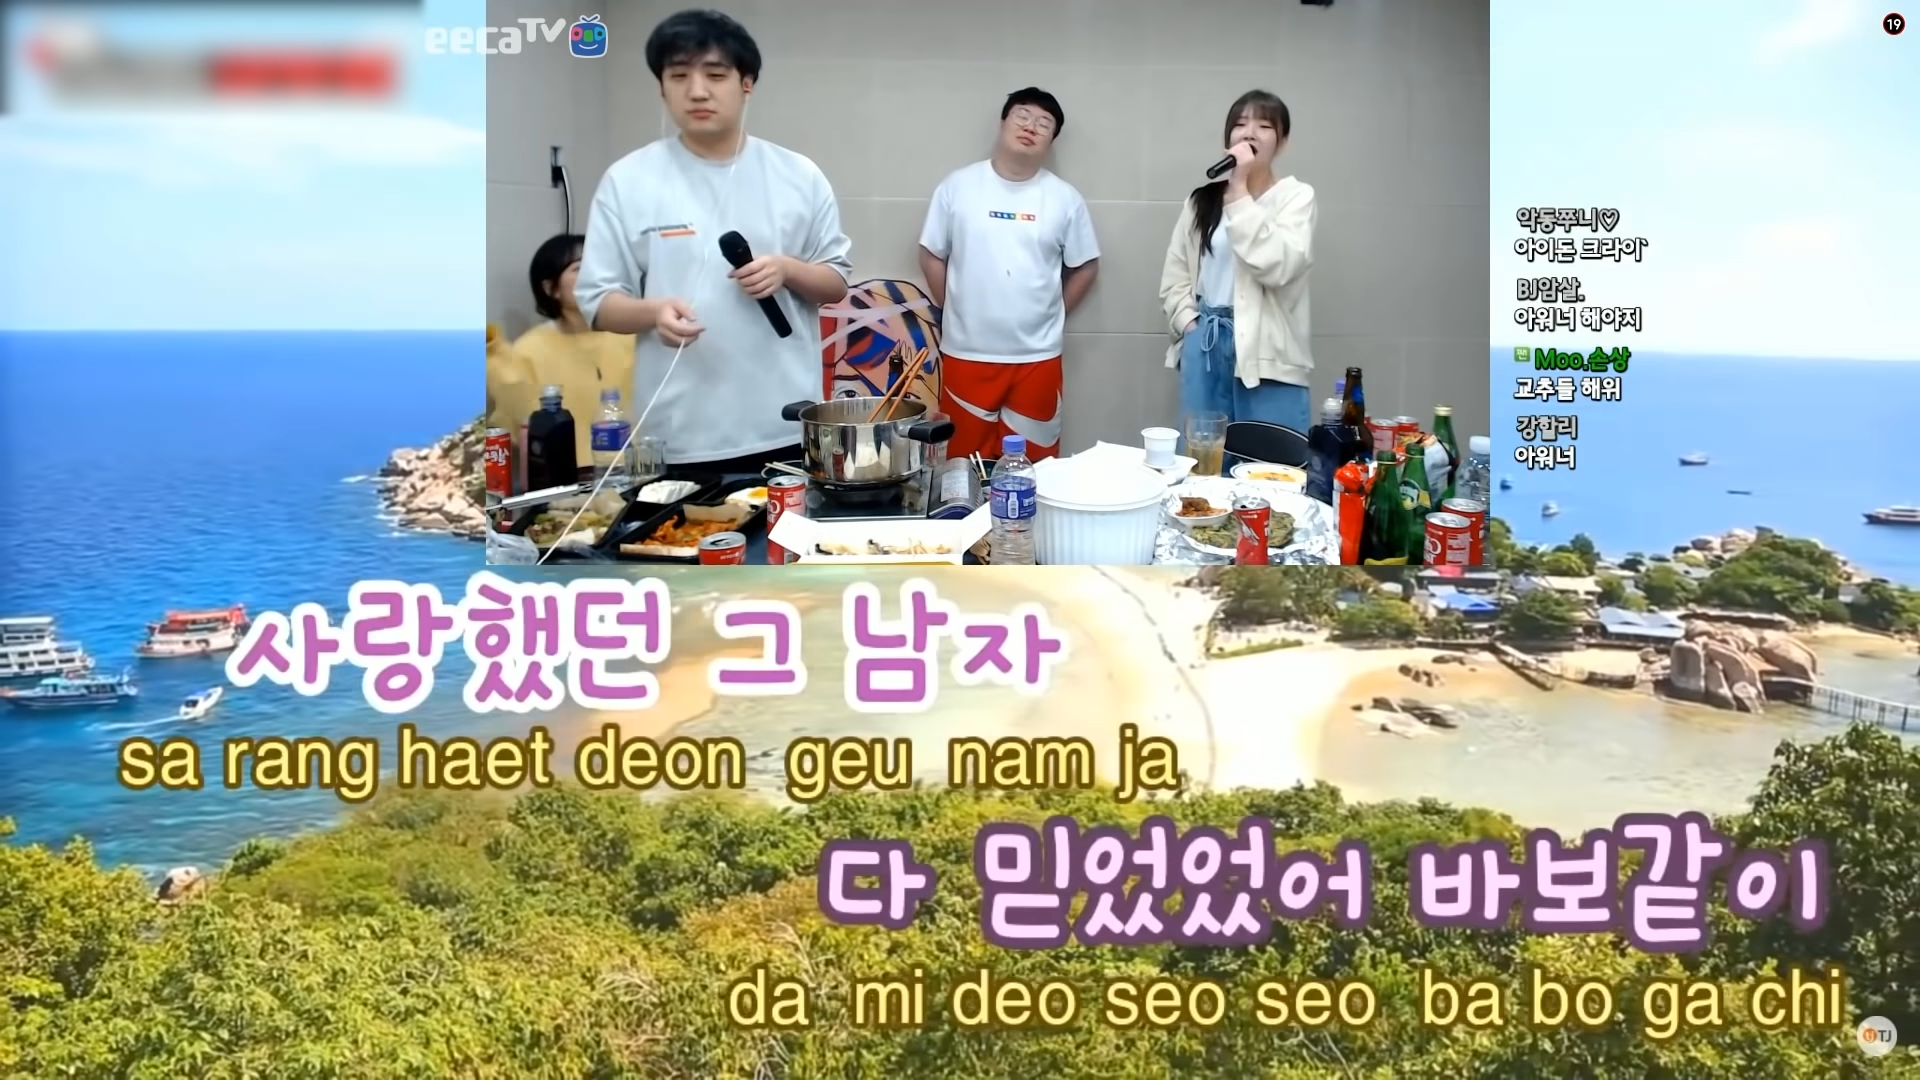 eecaTV
19
악동쭈니♡
아이돈 크라이`
BJ암살.
아워너 해야지
Moo.손상
교추들 해위
강할리
아워너
사랑했던 그 남자
sa rang haet deon geu nam ja
다 믿었었어 바보같이
da mi deo seo seo ba bo ga chi
TJ